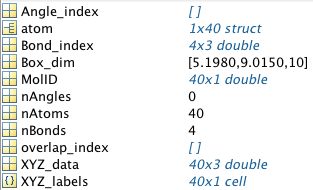 Angle_index []
atom 1x40 struct
Bond_index 4x3 double
Box_dim [5.1980,9.0150,10]
MolID 40x1 double
nAngles 0
nAtoms 40
nBonds 4
overlap_index []
XYZ_data 40x3 double
XYZ_labels 40x1 cell